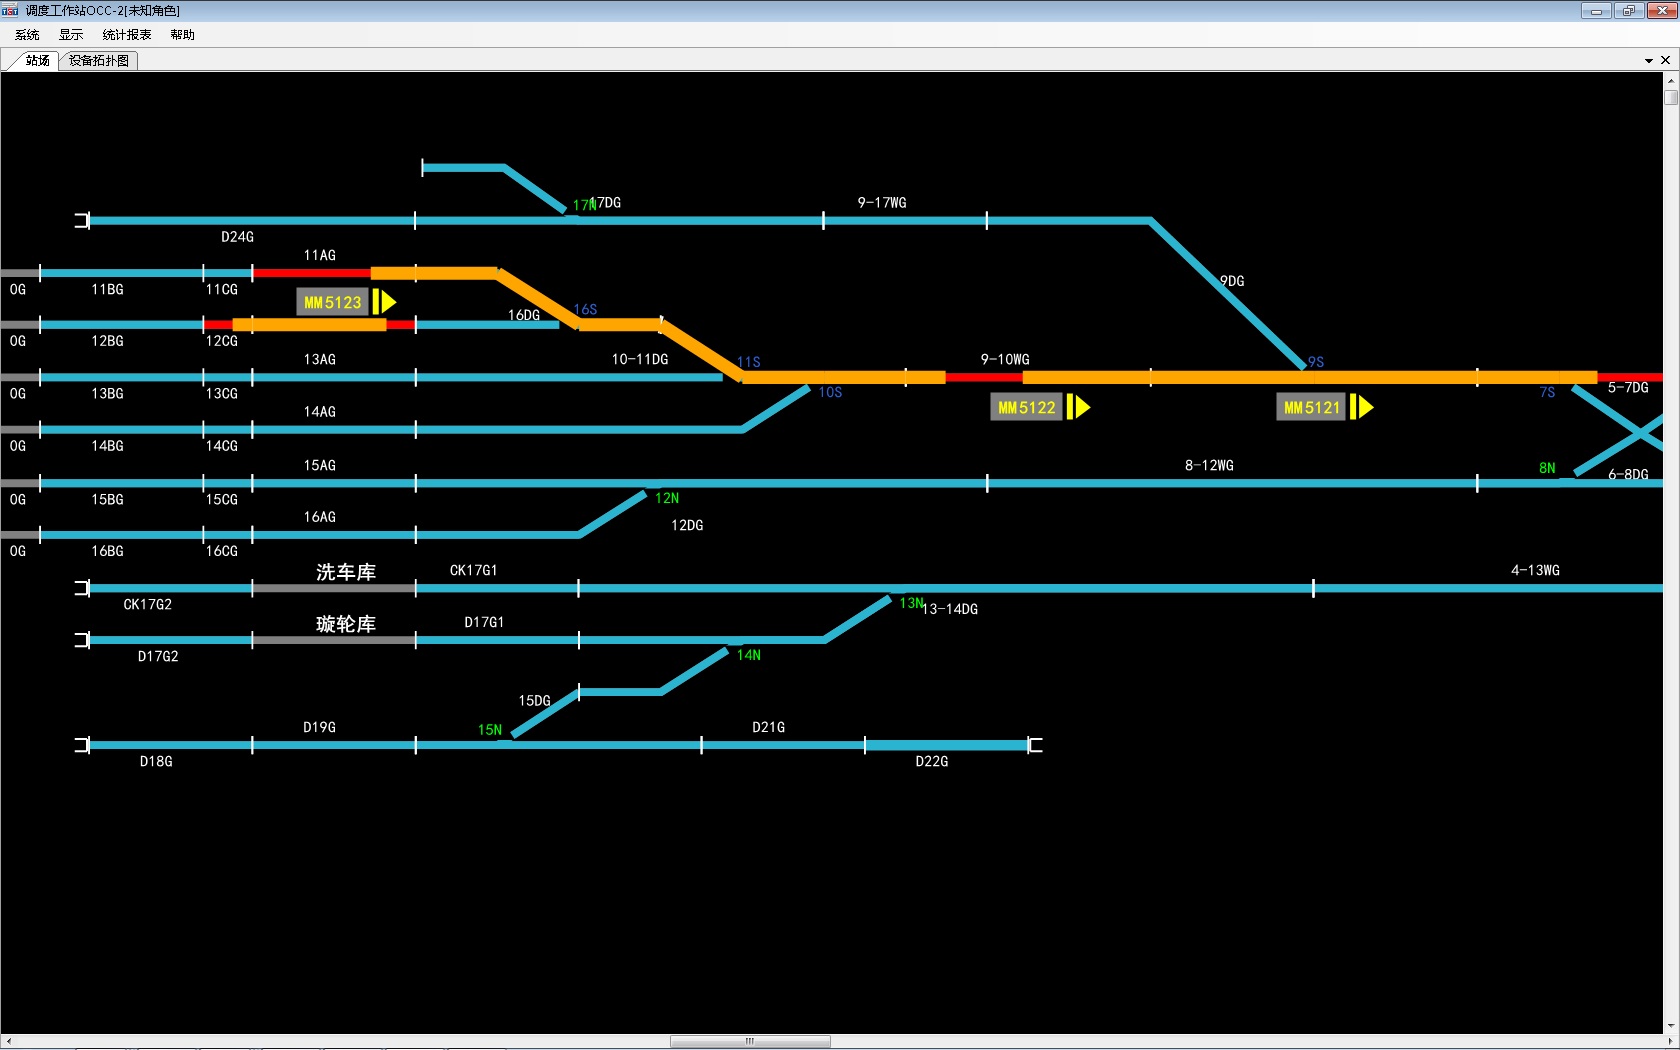 TCT 调度工作站OCC-2[未知角色]
系统 显示 统计报表 帮助
站场 设备拓扑图
17N 17DG 9-17WG
D24G
11AG
9DG
0G 11BG 11CG
MM5123
16S
16DG
0G 12BG 12CG
13AG 10-11DG 11S 9-10WG 9S
5-7DG
0G 13BG 13CG 10S 7S
14AG MM5122 MM5121
0G 14BG 14CG
15AG 8-12WG 8N
6-8DG
0G 15BG 15CG 12N
16AG 12DG
0G 16BG 16CG
洗车库 CK17G1 4-13WG
CK17G2 13N 13-14DG
璇轮库 D17G1
D17G2 14N
15DG
D19G 15N D21G
D18G D22G